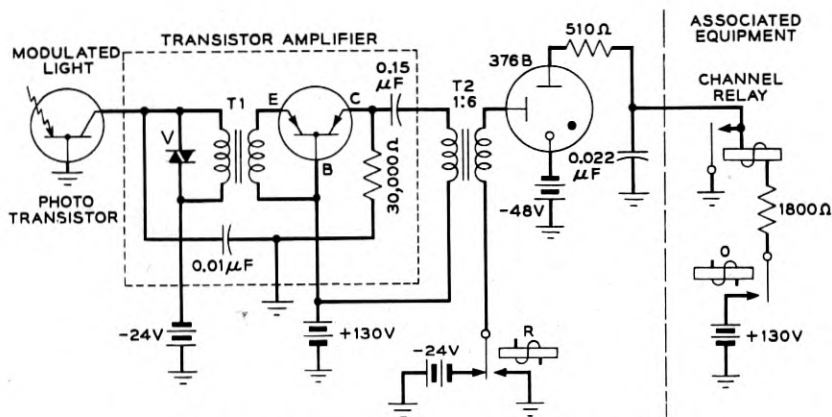 MODULATED
LIGHT
PHOTO
TRANSISTOR
TRANSISTOR AMPLIFIER
V
T1
E
C
B
0.15
μF
30,000Ω
0.01μF
-24V
+130V
T2
1:6
376B
510Ω
-48V
0.022
μF
-24V
R
ASSOCIATED
EQUIPMENT
CHANNEL
RELAY
1800Ω
O
+130V